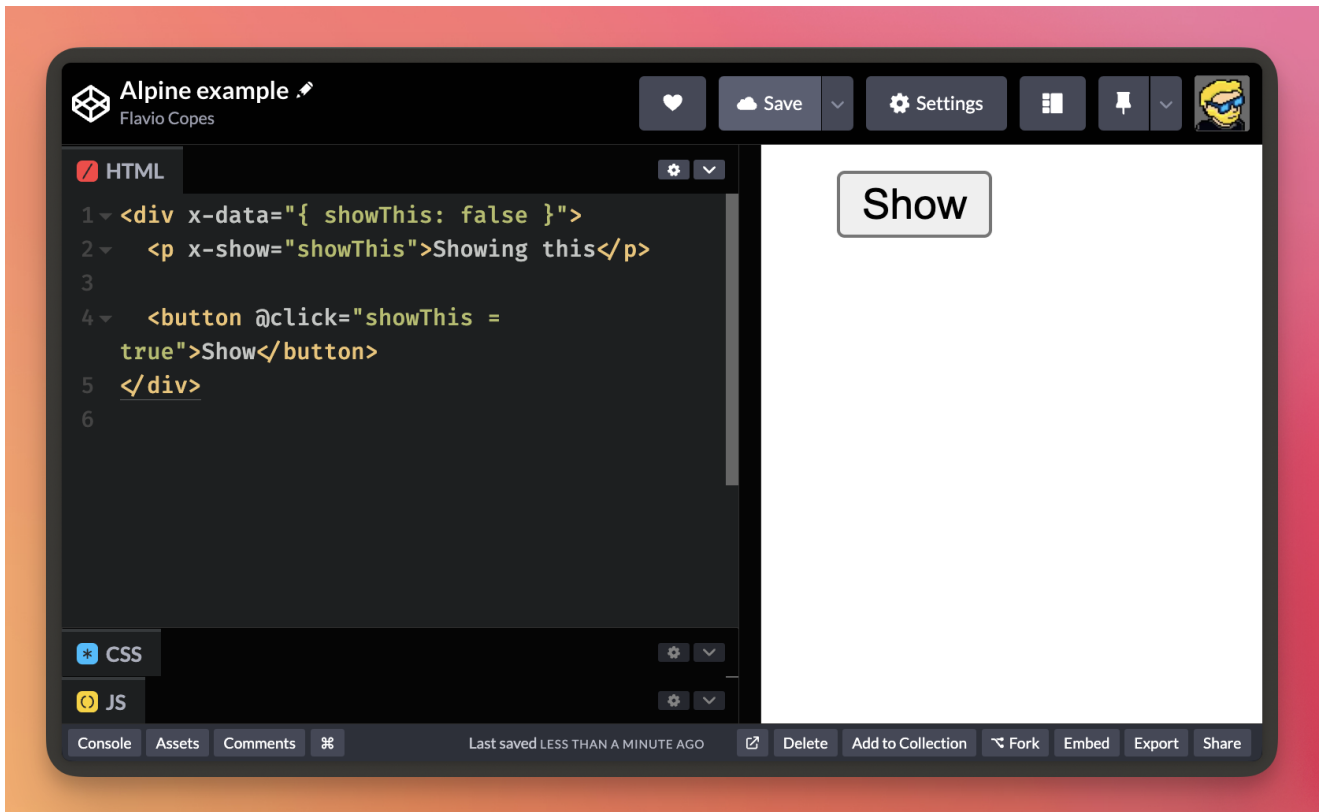 Alpine example
Flavio Copes
Save
Settings
HTML
1 <div x-data="{ showThis: false }">
2 <p x-show="showThis">Showing this</p>
3
4 <button @click="showThis =
true">Show</button>
5 </div>
6
Show
CSS
JS
Console Assets Comments ⌘ Last saved LESS THAN A MINUTE AGO Delete Add to Collection Fork Embed Export Share